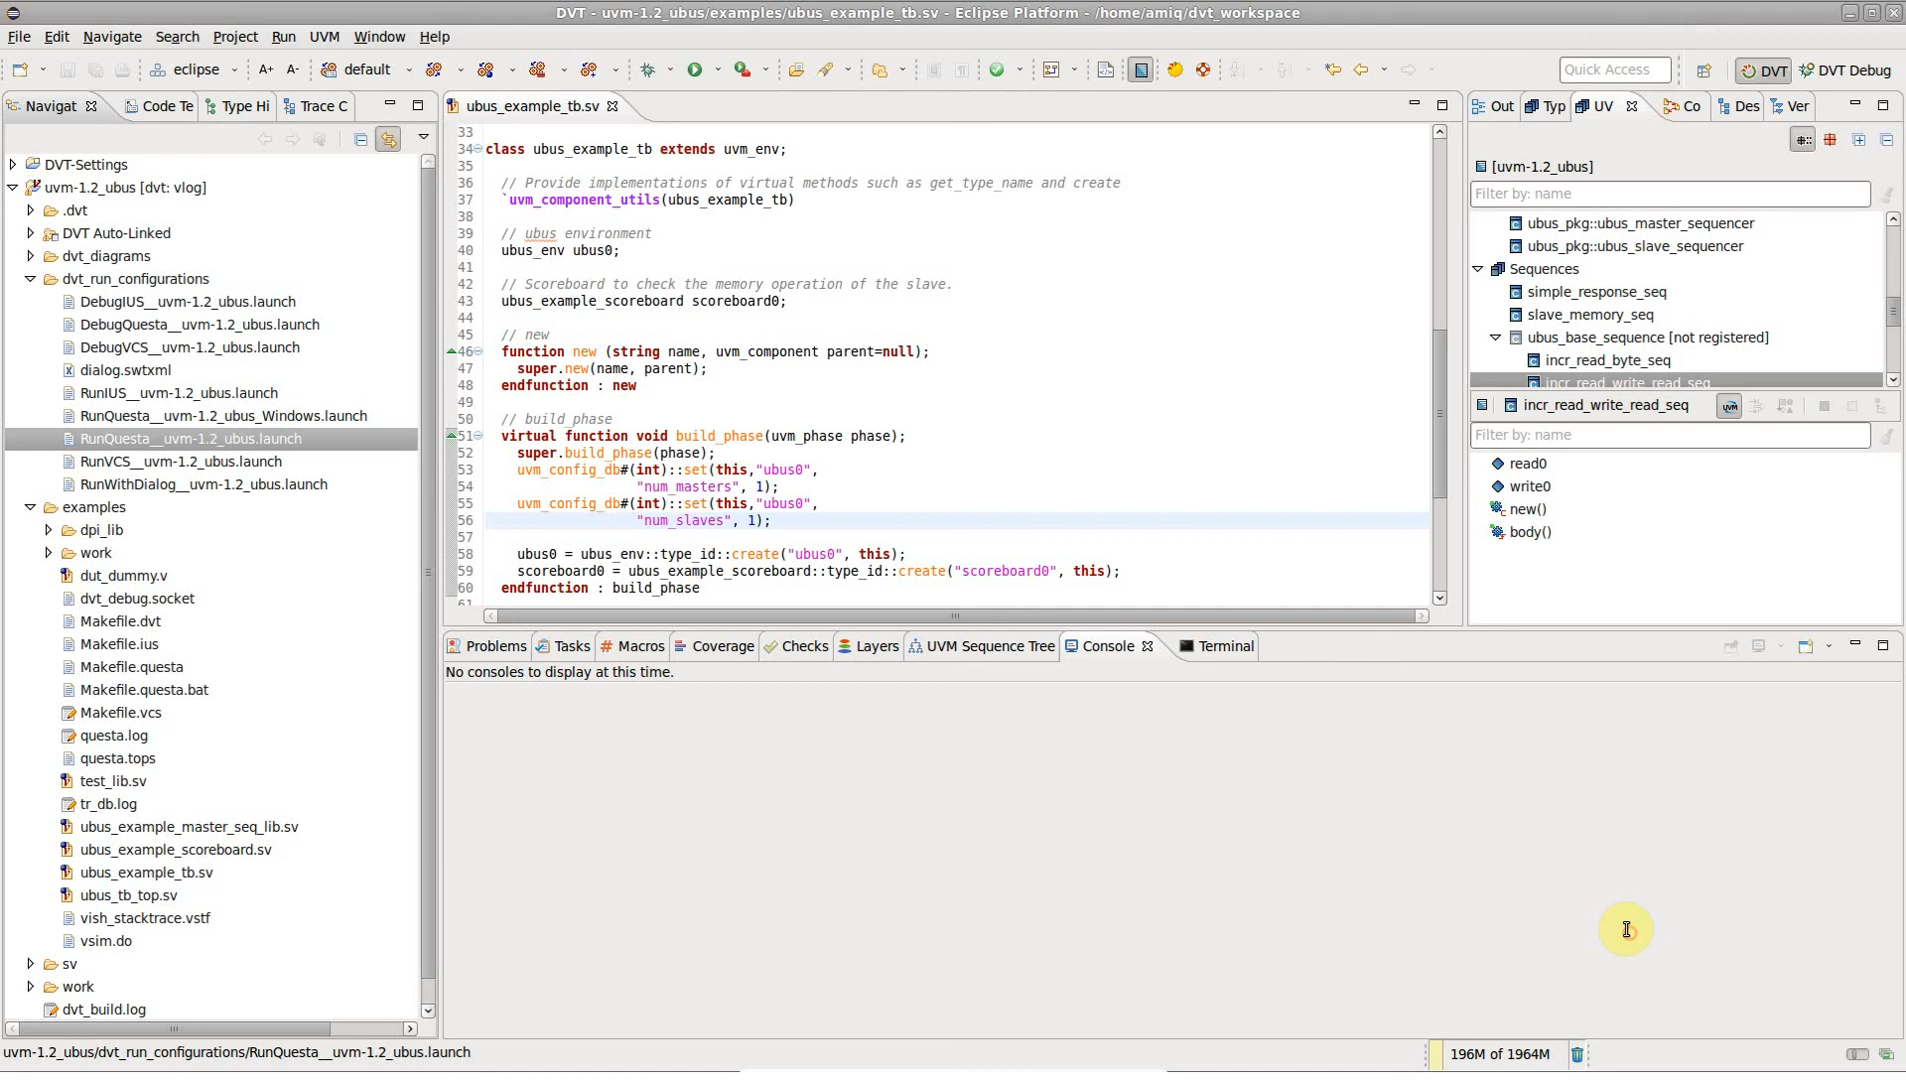 DVT - uvm-1.2_ubus/examples/ubus_example_tb.sv - Eclipse Platform - /home/amiq/dvt_workspace
File Edit Navigate Search Project Run UVM Window Help
eclipse A+ A- default Quick Access DVT DVT Debug
Navigat Code Te Type Hi Trace C
DVT-Settings
uvm-1.2_ubus [dvt: vlog]
.dvt
DVT Auto-Linked
dvt_diagrams
dvt_run_configurations
DebugIUS__uvm-1.2_ubus.launch
DebugQuesta__uvm-1.2_ubus.launch
DebugVCS__uvm-1.2_ubus.launch
dialog.swtxml
RunIUS__uvm-1.2_ubus.launch
RunQuesta__uvm-1.2_ubus_Windows.launch
RunQuesta__uvm-1.2_ubus.launch
RunVCS__uvm-1.2_ubus.launch
RunWithDialog__uvm-1.2_ubus.launch
examples
dpi_lib
work
dut_dummy.v
dvt_debug.socket
Makefile.dvt
Makefile.ius
Makefile.questa
Makefile.questa.bat
Makefile.vcs
questa.log
questa.tops
test_lib.sv
tr_db.log
ubus_example_master_seq_lib.sv
ubus_example_scoreboard.sv
ubus_example_tb.sv
ubus_tb_top.sv
vish_stacktrace.vstf
vsim.do
sv
work
dvt_build.log
ubus_example_tb.sv
33
34 class ubus_example_tb extends uvm_env;
35
36 // Provide implementations of virtual methods such as get_type_name and create
37 `uvm_component_utils(ubus_example_tb)
38
39 // ubus environment
40 ubus_env ubus0;
41
42 // Scoreboard to check the memory operation of the slave.
43 ubus_example_scoreboard scoreboard0;
44
45 // new
46 function new (string name, uvm_component parent=null);
47 super.new(name, parent);
48 endfunction : new
49
50 // build_phase
51 virtual function void build_phase(uvm_phase phase);
52 super.build_phase(phase);
53 uvm_config_db#(int)::set(this,"ubus0",
54 "num_masters", 1);
55 uvm_config_db#(int)::set(this,"ubus0",
56 "num_slaves", 1);
57
58 ubus0 = ubus_env::type_id::create("ubus0", this);
59 scoreboard0 = ubus_example_scoreboard::type_id::create("scoreboard0", this);
60 endfunction : build_phase
61
Out Typ UV Co Des Ver
[uvm-1.2_ubus]
Filter by: name
ubus_pkg::ubus_master_sequencer
ubus_pkg::ubus_slave_sequencer
Sequences
simple_response_seq
slave_memory_seq
ubus_base_sequence [not registered]
incr_read_byte_seq
incr_read_write_read_seq
incr_read_write_read_seq
Filter by: name
read0
write0
new()
body()
Problems Tasks Macros Coverage Checks Layers UVM Sequence Tree Console Terminal
No consoles to display at this time.
uvm-1.2_ubus/dvt_run_configurations/RunQuesta__uvm-1.2_ubus.launch
196M of 1964M